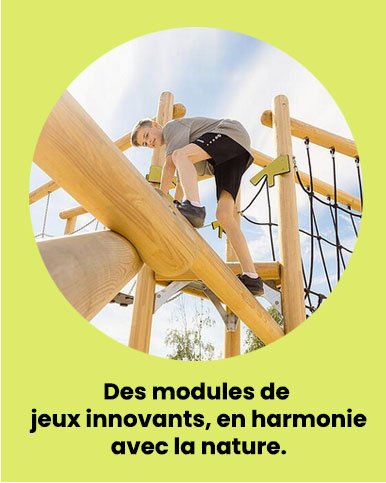 Des modules de
jeux innovants, en harmonie
avec la nature.